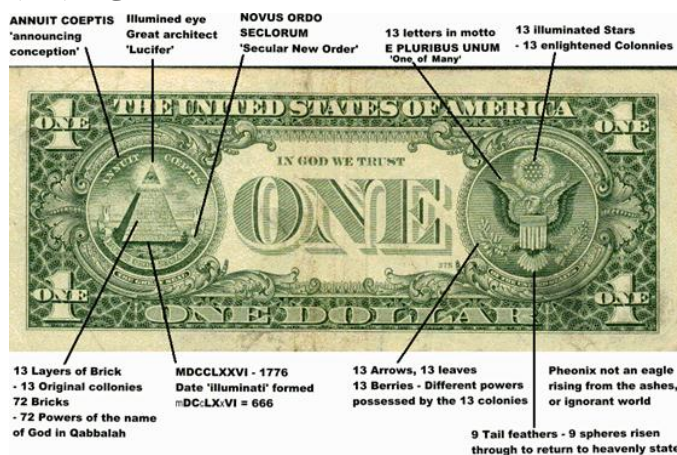 ANNUIT COEPTIS
'announcing
conception'
Illumined eye
Great architect
'Lucifer'
NOVUS ORDO
SECLORUM
'Secular New Order'
13 letters in motto
E PLURIBUS UNUM
'One of Many'
13 illuminated Stars
- 13 enlightened Colonnies
THE UNITED STATES OF AMERICA
1
ONE
1
ONE
ANNUIT COEPTIS
IN GOD WE TRUST
ONE
ONE
ONE
ONE DOLLAR
13 Layers of Brick
- 13 Original collonies
72 Bricks
- 72 Powers of the name
of God in Qabbalah
MDCCLXXVI - 1776
Date 'illuminati' formed
mDCcLXxVI = 666
13 Arrows, 13 leaves
13 Berries - Different powers
possessed by the 13 colonies
Pheonix not an eagle
rising from the ashes,
or ignorant world
9 Tail feathers - 9 spheres risen
through to return to heavenly state